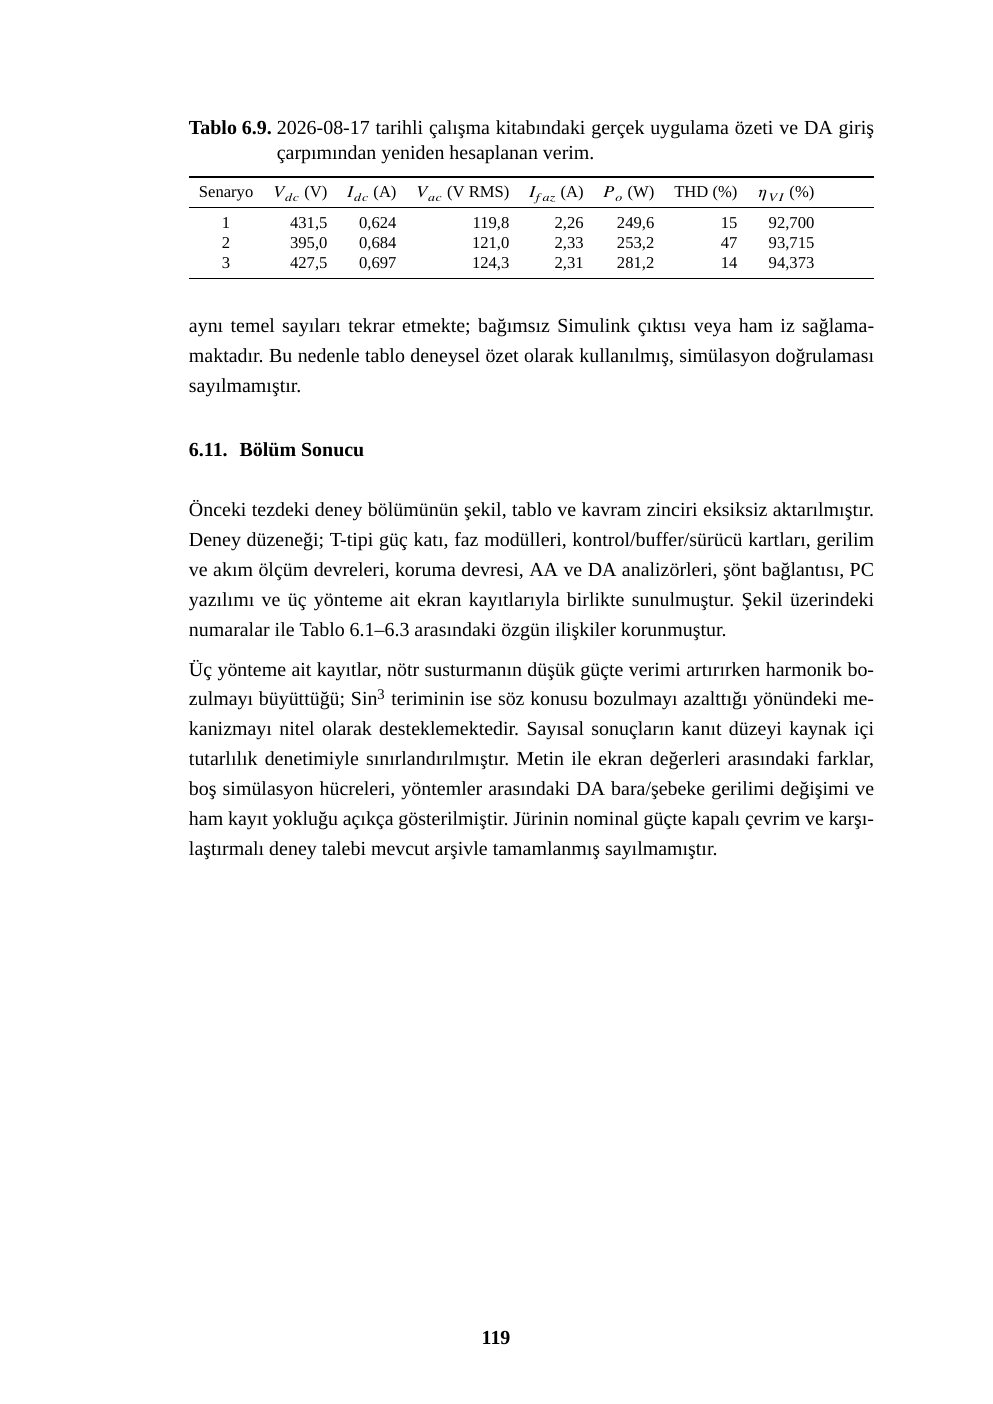 Tablo 6.9. 2026-08-17 tarihli çalışma kitabındaki gerçek uygulama özeti ve DA giriş
çarpımından yeniden hesaplanan verim.
Senaryo V_dc (V) I_dc (A) V_ac (V RMS) I_faz (A) P_o (W) THD (%) η_VI (%)
1 431,5 0,624 119,8 2,26 249,6 15 92,700
2 395,0 0,684 121,0 2,33 253,2 47 93,715
3 427,5 0,697 124,3 2,31 281,2 14 94,373
aynı temel sayıları tekrar etmekte; bağımsız Simulink çıktısı veya ham iz sağlama-
maktadır. Bu nedenle tablo deneysel özet olarak kullanılmış, simülasyon doğrulaması
sayılmamıştır.
6.11. Bölüm Sonucu
Önceki tezdeki deney bölümünün şekil, tablo ve kavram zinciri eksiksiz aktarılmıştır.
Deney düzeneği; T-tipi güç katı, faz modülleri, kontrol/buffer/sürücü kartları, gerilim
ve akım ölçüm devreleri, koruma devresi, AA ve DA analizörleri, şönt bağlantısı, PC
yazılımı ve üç yönteme ait ekran kayıtlarıyla birlikte sunulmuştur. Şekil üzerindeki
numaralar ile Tablo 6.1–6.3 arasındaki özgün ilişkiler korunmuştur.
Üç yönteme ait kayıtlar, nötr susturmanın düşük güçte verimi artırırken harmonik bo-
zulmayı büyüttüğü; Sin³ teriminin ise söz konusu bozulmayı azalttığı yönündeki me-
kanizmayı nitel olarak desteklemektedir. Sayısal sonuçların kanıt düzeyi kaynak içi
tutarlılık denetimiyle sınırlandırılmıştır. Metin ile ekran değerleri arasındaki farklar,
boş simülasyon hücreleri, yöntemler arasındaki DA bara/şebeke gerilimi değişimi ve
ham kayıt yokluğu açıkça gösterilmiştir. Jürinin nominal güçte kapalı çevrim ve karşı-
laştırmalı deney talebi mevcut arşivle tamamlanmış sayılmamıştır.
119